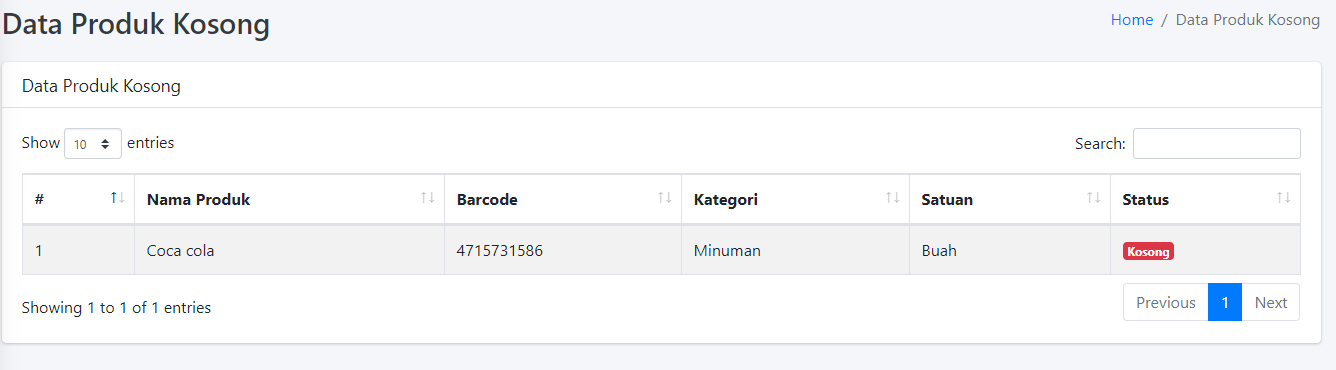 Data Produk Kosong
Home / Data Produk Kosong
Data Produk Kosong
Show 10 entries
Search:
# Nama Produk Barcode Kategori Satuan Status
1 Coca cola 4715731586 Minuman Buah Kosong
Showing 1 to 1 of 1 entries
Previous 1 Next